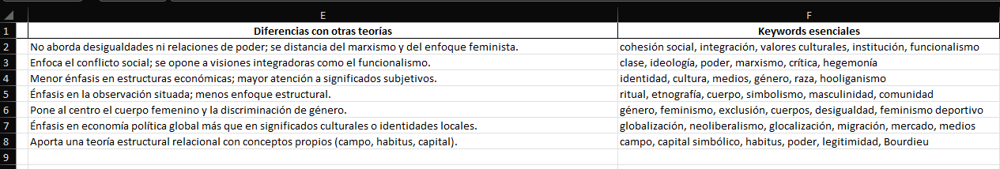 E F
1 Diferencias con otras teorías Keywords esenciales
2 No aborda desigualdades ni relaciones de poder; se distancia del marxismo y del enfoque feminista. cohesión social, integración, valores culturales, institución, funcionalismo
3 Enfoca el conflicto social; se opone a visiones integradoras como el funcionalismo. clase, ideología, poder, marxismo, crítica, hegemonía
4 Menor énfasis en estructuras económicas; mayor atención a significados subjetivos. identidad, cultura, medios, género, raza, hooliganismo
5 Énfasis en la observación situada; menos enfoque estructural. ritual, etnografía, cuerpo, simbolismo, masculinidad, comunidad
6 Pone al centro el cuerpo femenino y la discriminación de género. género, feminismo, exclusión, cuerpos, desigualdad, feminismo deportivo
7 Énfasis en economía política global más que en significados culturales o identidades locales. globalización, neoliberalismo, glocalización, migración, mercado, medios
8 Aporta una teoría estructural relacional con conceptos propios (campo, habitus, capital). campo, capital simbólico, habitus, poder, legitimidad, Bourdieu
9